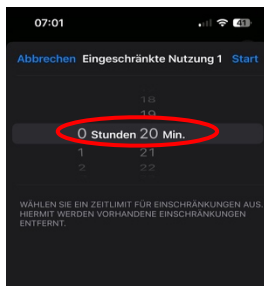 07:01 41
Abbrechen Eingeschränkte Nutzung 1 Start
18
19
0 Stunden 20 Min.
1 21
2 22
WÄHLEN SIE EIN ZEITLIMIT FÜR EINSCHRÄNKUNGEN AUS.
HIERMIT WERDEN VORHANDENE EINSCHRÄNKUNGEN
ENTFERNT.